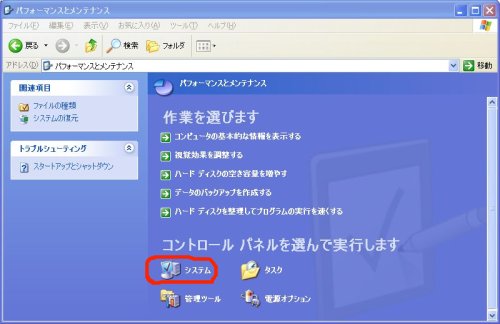 パフォーマンスとメンテナンス
ファイル(F) 編集(E) 表示(V) お気に入り(A) ツール(T) ヘルプ(H)
戻る 検索 フォルダ
アドレス(D) パフォーマンスとメンテナンス 移動
関連項目
ファイルの種類
システムの復元
トラブルシューティング
スタートアップとシャットダウン
パフォーマンスとメンテナンス
作業を選びます
コンピュータの基本的な情報を表示する
視覚効果を調整する
ハード ディスクの空き容量を増やす
データのバックアップを作成する
ハード ディスクを整理してプログラムの実行を速くする
コントロール パネルを選んで実行します
システム タスク
管理ツール 電源オプション